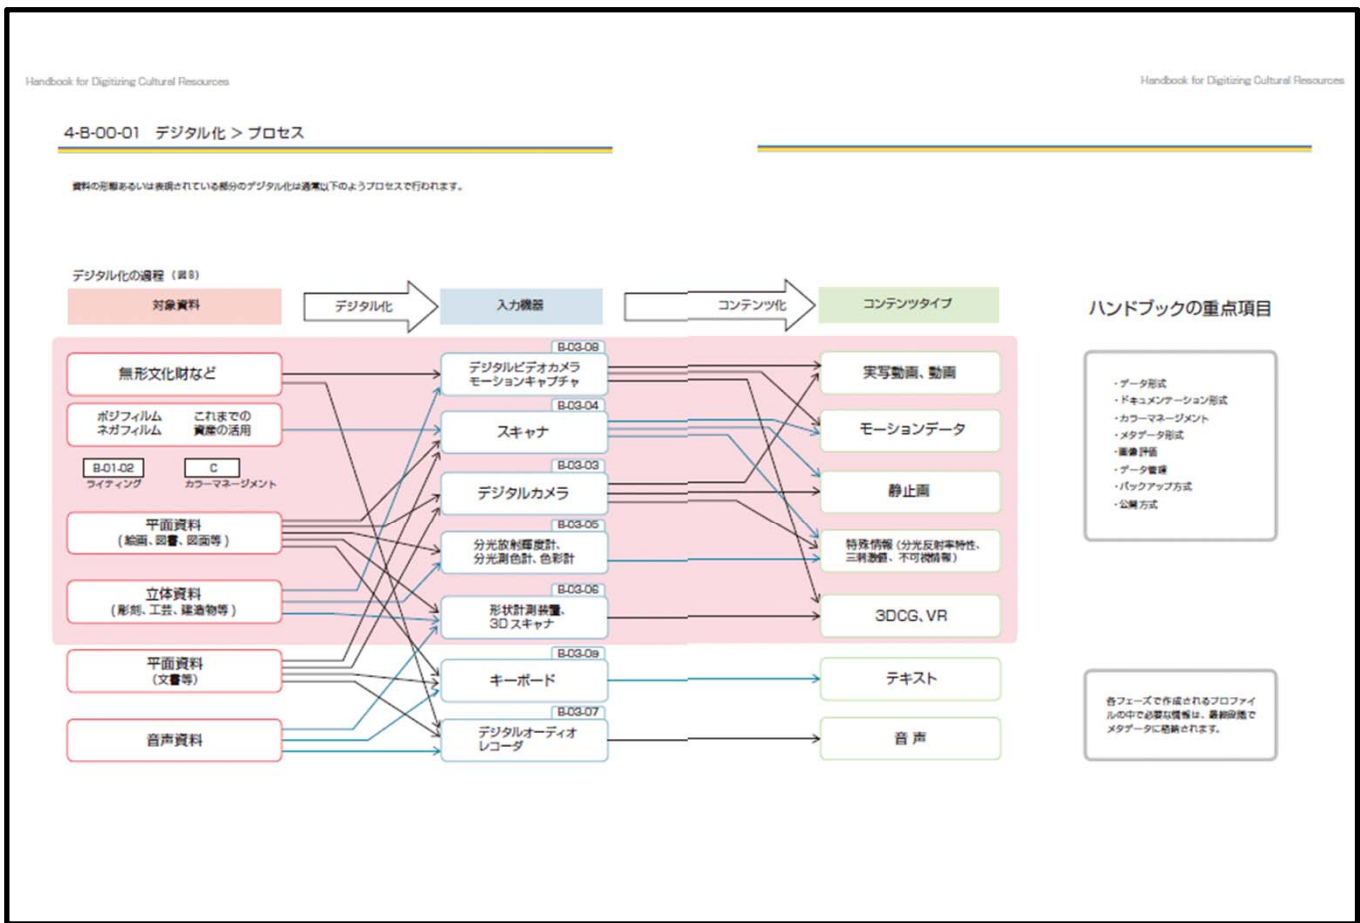 Handbook for Digitizing Cultural Resources
Handbook for Digitizing Cultural Resources
4-B-00-01 デジタル化 > プロセス
資料の形態あるいは表現されている部分のデジタル化は通常以下のようプロセスで行われます。
デジタル化の過程(図8)
対象資料
デジタル化
入力機器
コンテンツ化
コンテンツタイプ
ハンドブックの重点項目
無形文化財など
ポジフィルム これまでの
ネガフィルム 資産の活用
B-01-02
ライティング
C
カラーマネージメント
平面資料
(絵画、図書、図面等)
立体資料
(彫刻、工芸、建造物等)
平面資料
(文書等)
音声資料
B-03-08
デジタルビデオカメラ
モーションキャプチャ
B-03-04
スキャナ
B-03-03
デジタルカメラ
B-03-05
分光放射輝度計、
分光測色計、色彩計
B-03-06
形状計測装置、
3Dスキャナ
B-03-09
キーボード
B-03-07
デジタルオーディオ
レコーダ
実写動画、動画
モーションデータ
静止画
特殊情報(分光反射率特性、
三刺激値、不可視情報)
3DCG、VR
テキスト
音声
・データ形式
・ドキュメンテーション形式
・カラーマネージメント
・メタデータ形式
・画像評価
・データ管理
・バックアップ方式
・公開方式
各フェーズで作成されるプロファイ
ルの中で必要な情報は、最終段階で
メタデータに格納されます。